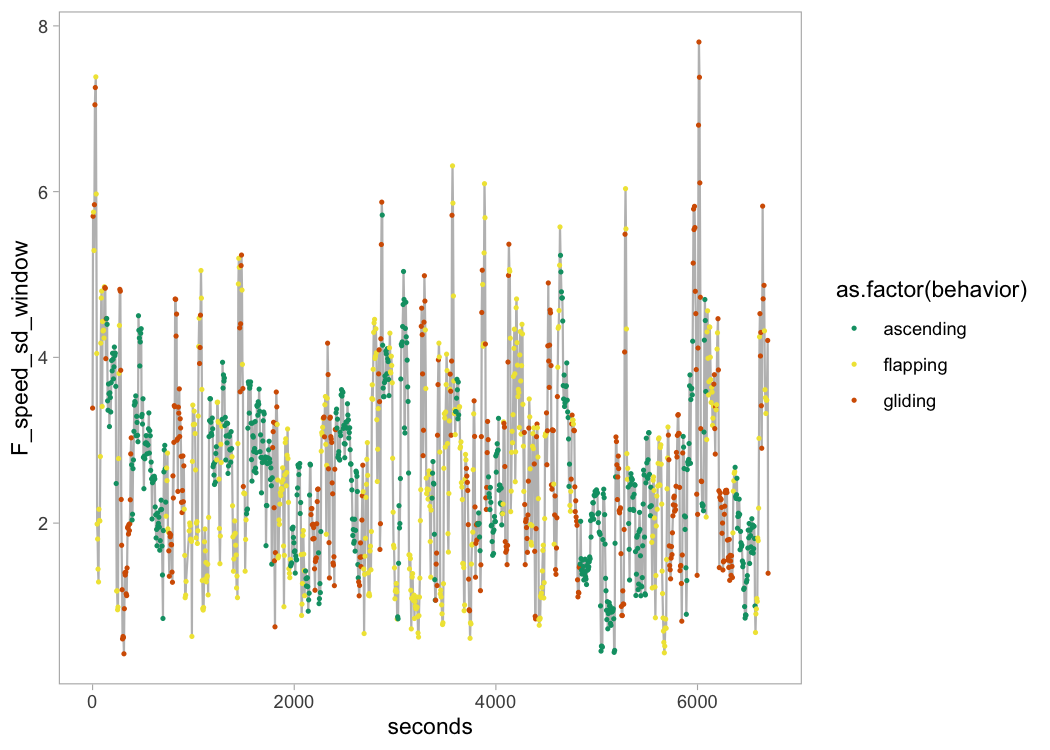 8
6
4
2
F_speed_sd_window
0
2000
4000
6000
seconds
as.factor(behavior)
ascending
flapping
gliding